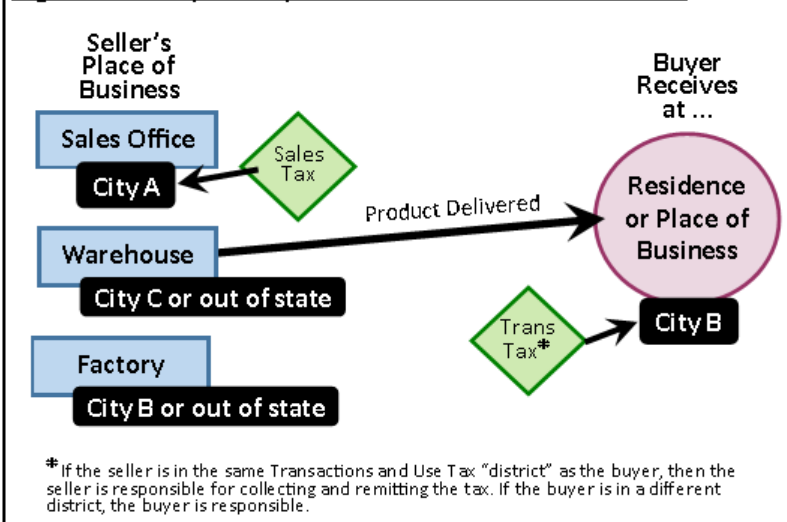 Seller's
Place of
Business
Buyer
Receives
at ...
Sales Office
City A
Sales
Tax
Product Delivered
Residence
or Place of
Business
City B
Warehouse
City C or out of state
Trans
Tax*
Factory
City B or out of state
*If the seller is in the same Transactions and Use Tax "district" as the buyer, then the
seller is responsible for collecting and remitting the tax. If the buyer is in a different
district, the buyer is responsible.